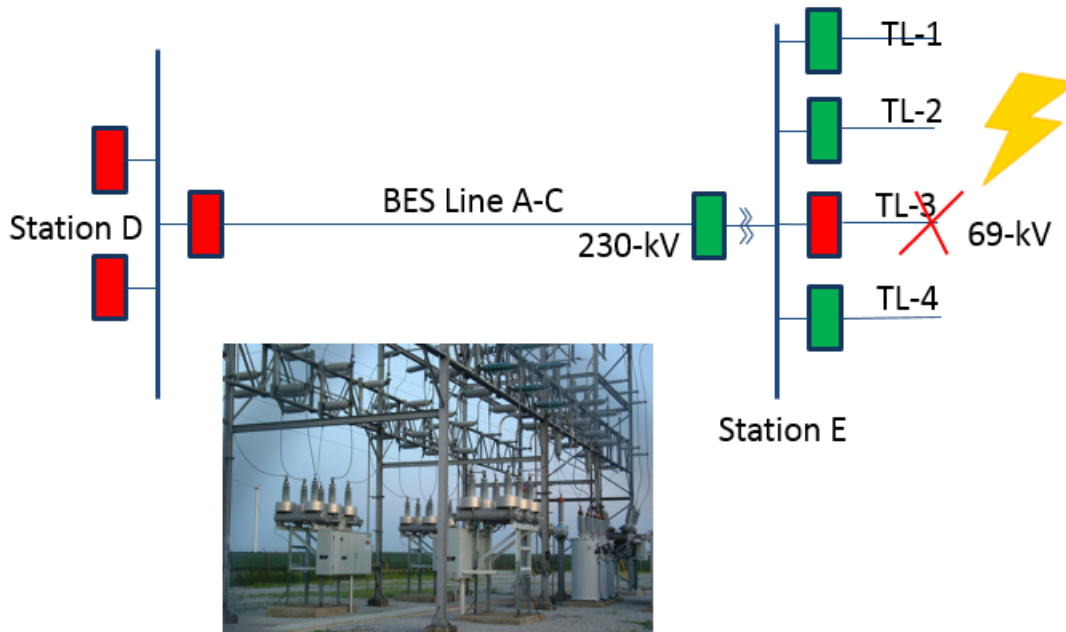 TL-1
TL-2
BES Line A-C
TL-3
Station D
230-kV
69-kV
TL-4
Station E